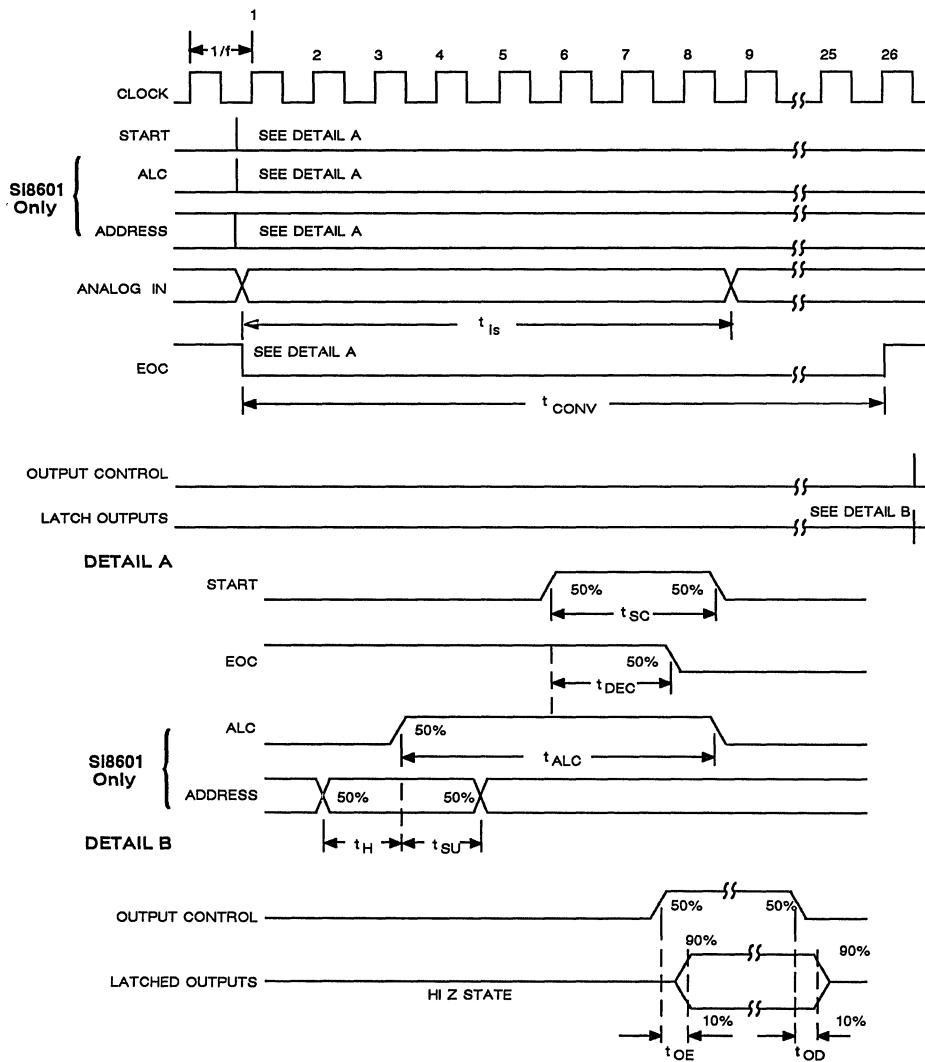 1
1/f
2 3 4 5 6 7 8 9 25 26
CLOCK
START SEE DETAIL A
SI8601
Only
ALC SEE DETAIL A
ADDRESS SEE DETAIL A
ANALOG IN
t Is
EOC SEE DETAIL A
t CONV
OUTPUT CONTROL
LATCH OUTPUTS SEE DETAIL B
DETAIL A
START 50% 50%
t SC
EOC 50%
t DEC
SI8601
Only
ALC 50%
t ALC
ADDRESS 50% 50%
t H t SU
DETAIL B
OUTPUT CONTROL 50% 50%
90% 90%
LATCHED OUTPUTS
HI Z STATE
10% 10%
t OE t OD